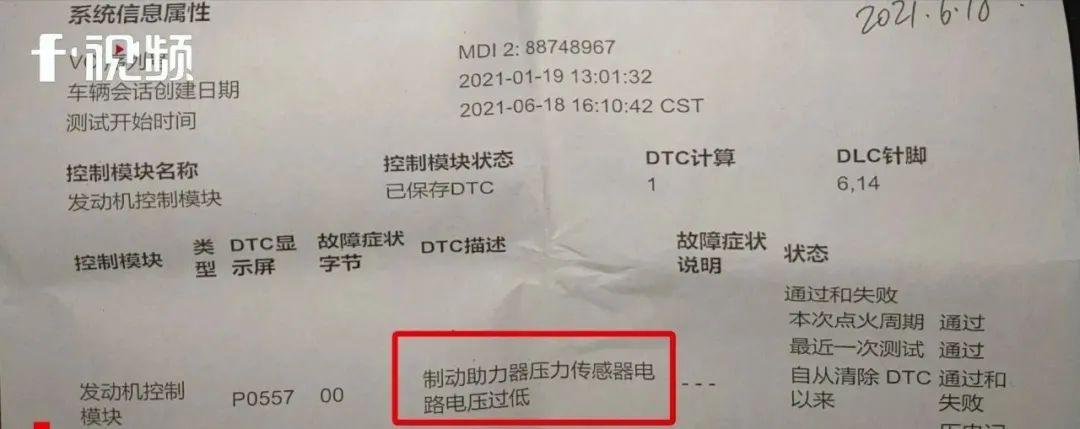 系统信息属性
2021.6.18
f·视频
MDI 2: 88748967
车辆会话创建日期
2021-01-19 13:01:32
测试开始时间
2021-06-18 16:10:42 CST
控制模块名称 控制模块状态 DTC计算 DLC针脚
发动机控制模块 已保存DTC 1 6,14
控制模块 类型 DTC显示屏 故障症状字节 DTC描述 故障症状说明 状态
通过和失败
本次点火周期 通过
最近一次测试 通过
自从清除 DTC 通过和
以来 失败
发动机控制
模块
P0557 00
制动助力器压力传感器电
路电压过低
---